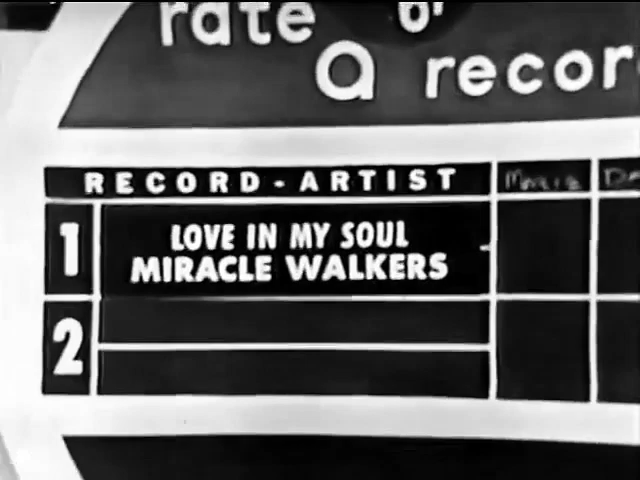 rate o'
a recor
RECORD-ARTIST
1
LOVE IN MY SOUL
MIRACLE WALKERS
2